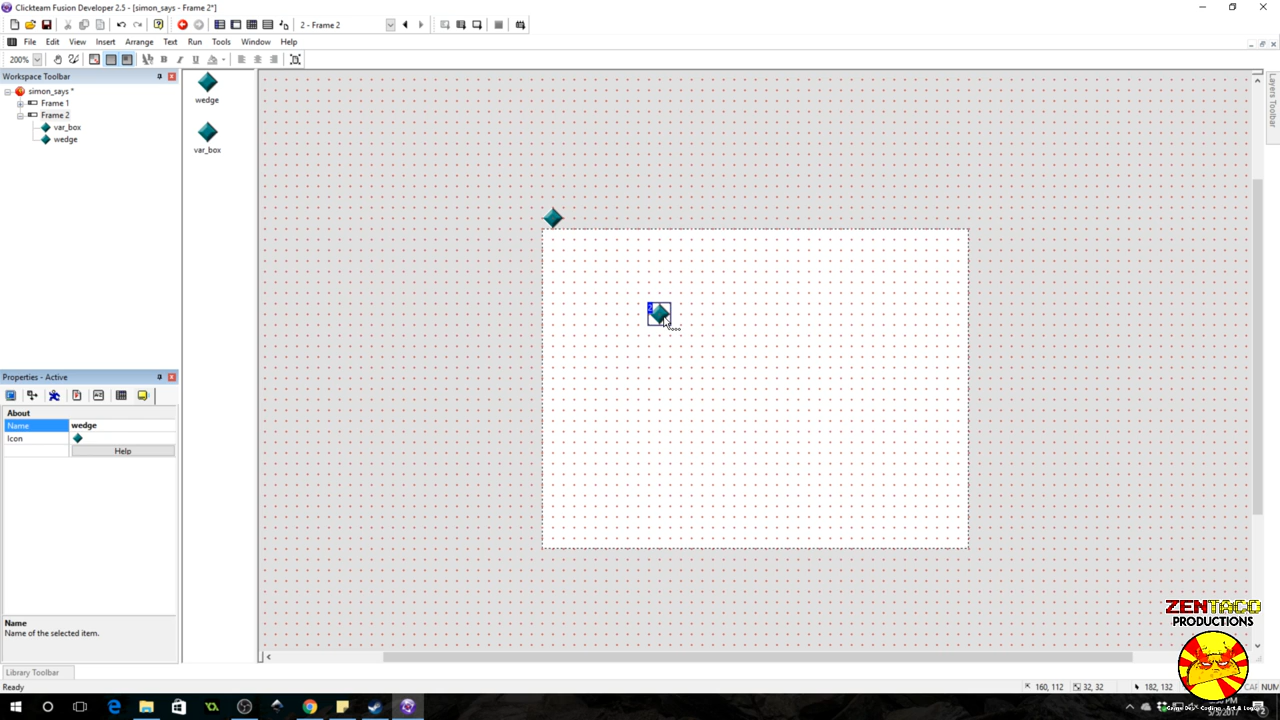 Clickteam Fusion Developer 2.5 - [simon_says - Frame 2*]
2 - Frame 2
File Edit View Insert Arrange Text Run Tools Window Help
200%
Workspace Toolbar
simon_says *
Frame 1
Frame 2
var_box
wedge
wedge
var_box
2
Layers Toolbar
Properties - Active
About
Name wedge
Icon
Help
Name
Name of the selected item.
Library Toolbar
Ready
160, 112 32, 32 182, 132 CAP NUM
ZENTACO
PRODUCTIONS